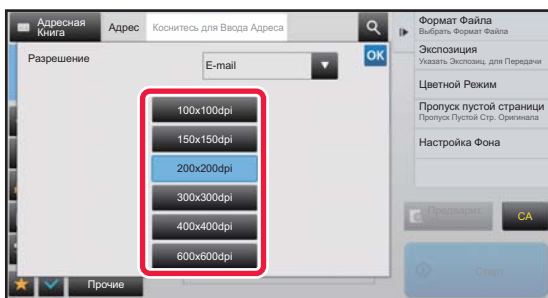 Адресная
Книга
Адрес
Коснитесь для Ввода Адреса
Разрешение
E-mail
OK
100x100dpi
150x150dpi
200x200dpi
300x300dpi
400x400dpi
600x600dpi
Прочие
Формат Файла
Выбрать Формат Файла
Экспозиция
Указать Экспозиц. для Передачи
Цветной Режим
Пропуск пустой страници
Пропуск Пустой Стр. Оригинала
Настройка Фона
Предварит.
CA
Старт